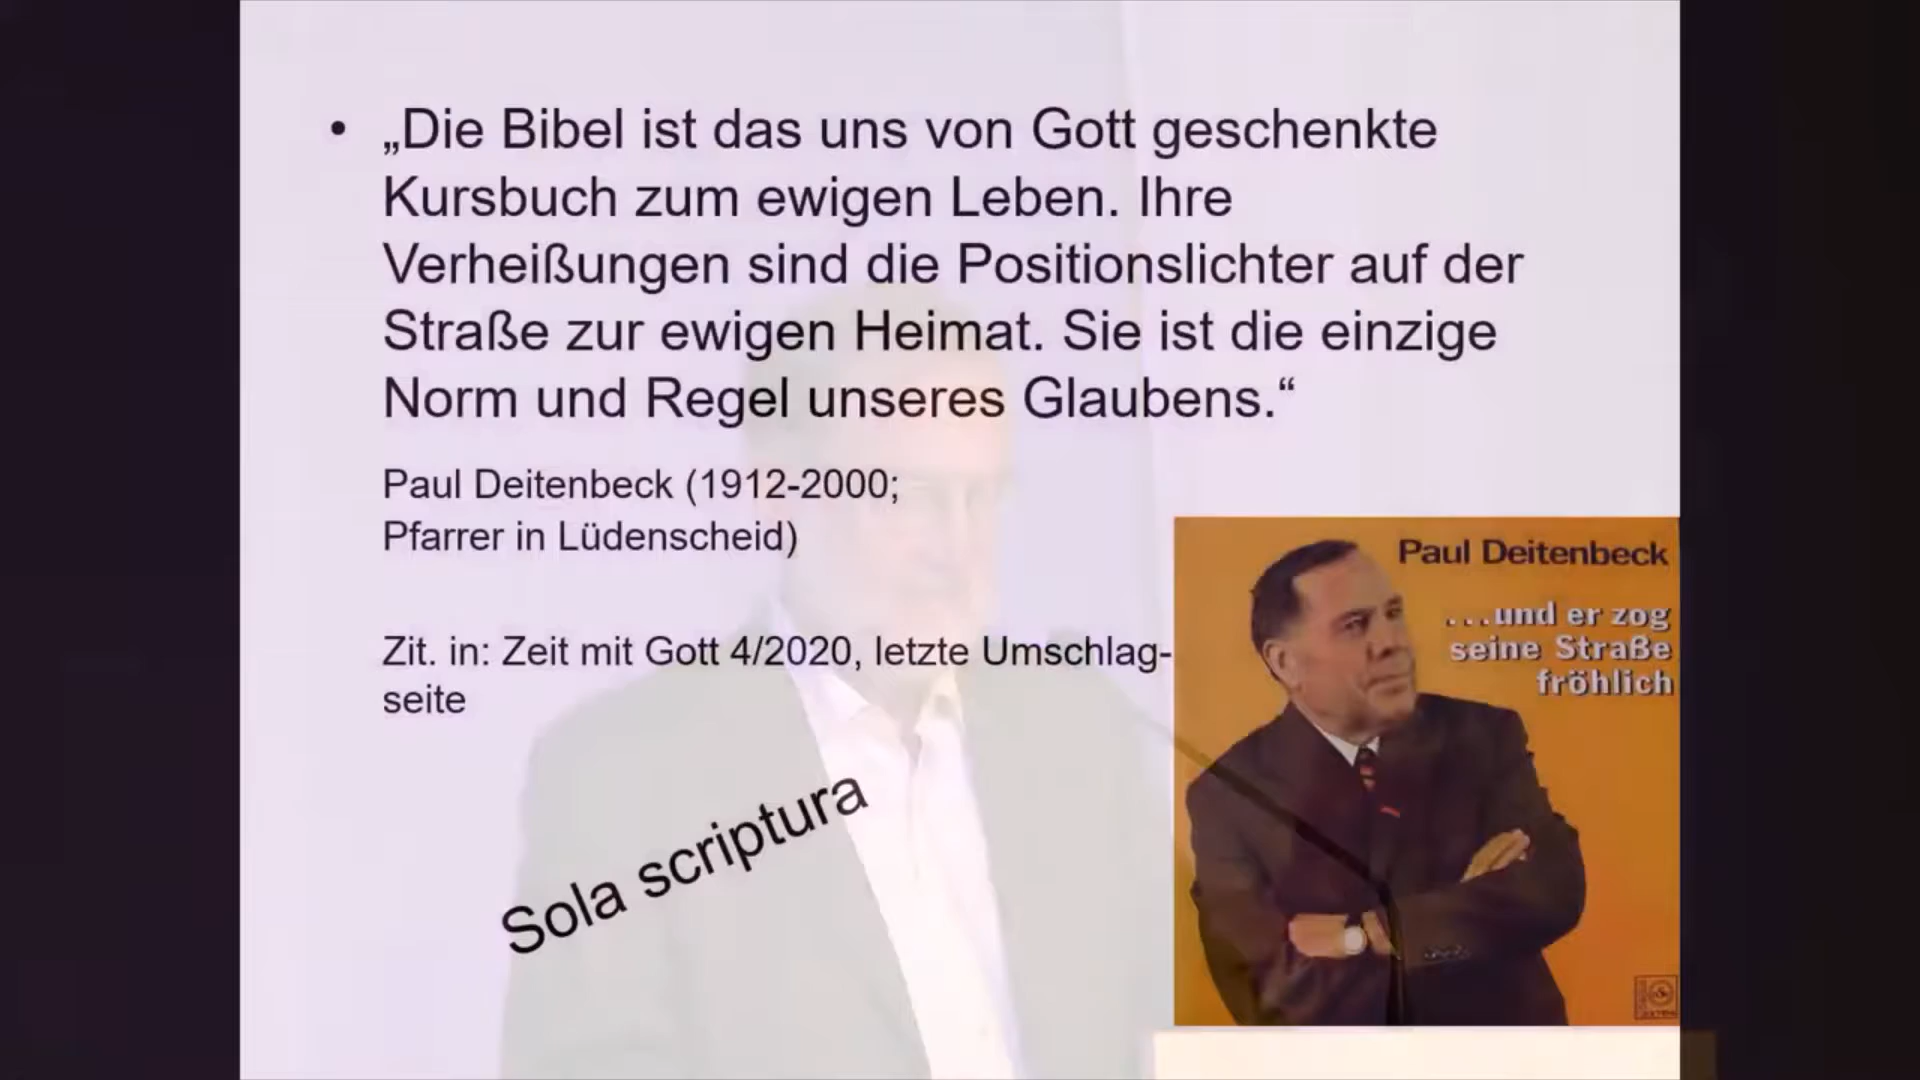 • „Die Bibel ist das uns von Gott geschenkte
Kursbuch zum ewigen Leben. Ihre
Verheißungen sind die Positionslichter auf der
Straße zur ewigen Heimat. Sie ist die einzige
Norm und Regel unseres Glaubens.“
Paul Deitenbeck (1912-2000;
Pfarrer in Lüdenscheid)
Zit. in: Zeit mit Gott 4/2020, letzte Umschlag-
seite
Sola scriptura
Paul Deitenbeck
...und er zog
seine Straße
fröhlich